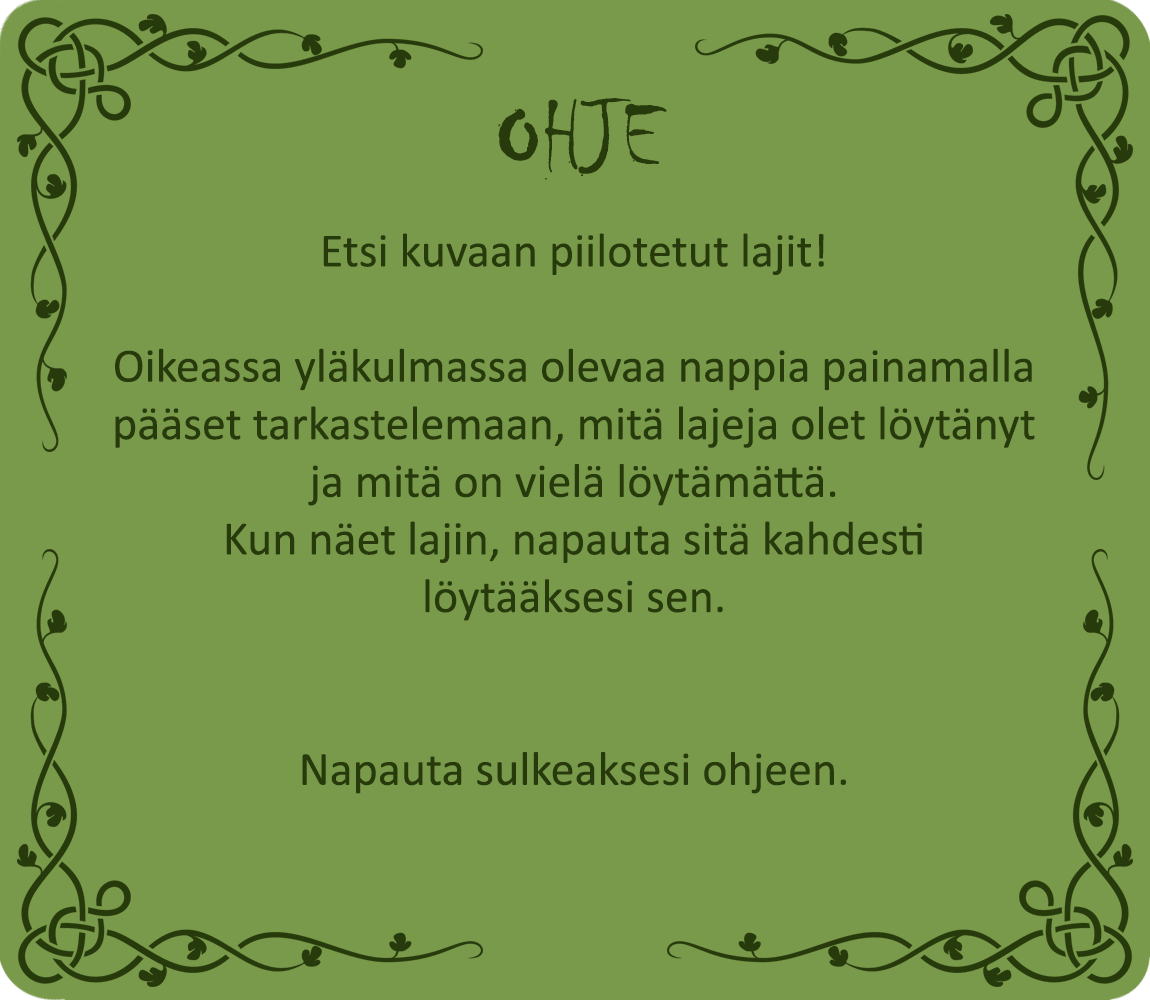 OHJE
Etsi kuvaan piilotetut lajit!
Oikeassa yläkulmassa olevaa nappia painamalla
pääset tarkastelemaan, mitä lajeja olet löytänyt
ja mitä on vielä löytämättä.
Kun näet lajin, napauta sitä kahdesti
löytääksesi sen.
Napauta sulkeaksesi ohjeen.